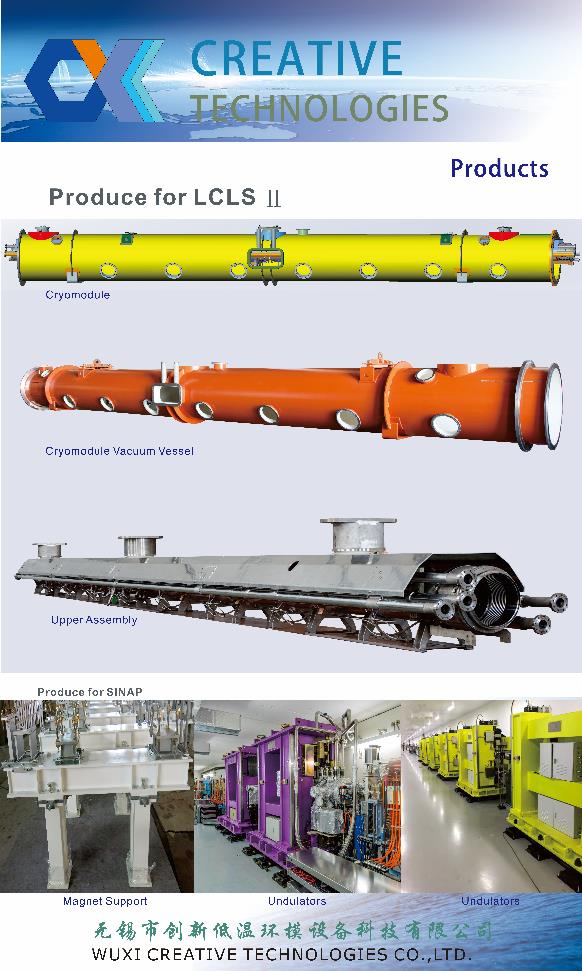 CREATIVE
TECHNOLOGIES
Products
Produce for LCLS Ⅱ
Cryomodule
Cryomodule Vacuum Vessel
Upper Assembly
Produce for SINAP
Magnet Support
Undulators
Undulators
无锡市创新低温环模设备科技有限公司
WUXI CREATIVE TECHNOLOGIES CO.,LTD.